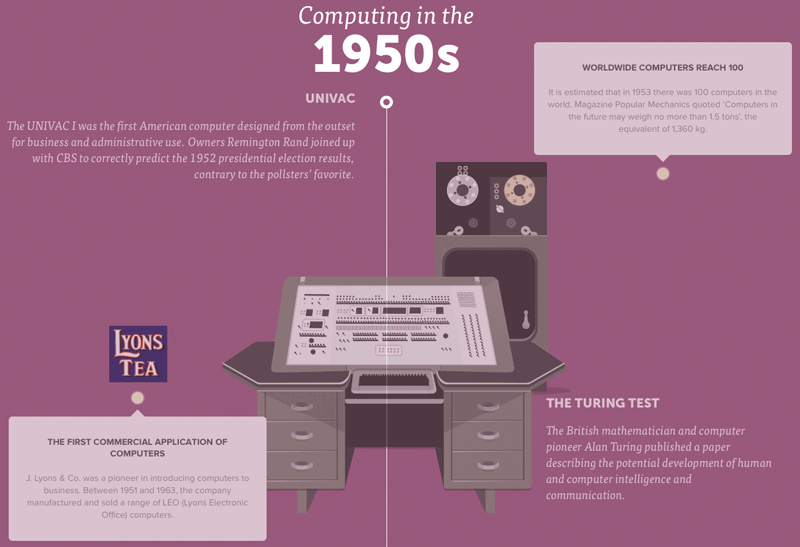 Computing in the
1950s
UNIVAC
The UNIVAC I was the first American computer designed from the outset
for business and administrative use. Owners Remington Rand joined up
with CBS to correctly predict the 1952 presidential election results,
contrary to the pollsters' favorite.
WORLDWIDE COMPUTERS REACH 100
It is estimated that in 1953 there was 100 computers in the
world. Magazine Popular Mechanics quoted 'Computers in
the future may weigh no more than 1.5 tons', the
equivalent of 1,360 kg.
LYONS
TEA
THE FIRST COMMERCIAL APPLICATION OF
COMPUTERS
J. Lyons & Co. was a pioneer in introducing computers to
business. Between 1951 and 1963, the company
manufactured and sold a range of LEO (Lyons Electronic
Office) computers.
THE TURING TEST
The British mathematician and computer
pioneer Alan Turing published a paper
describing the potential development of human
and computer intelligence and
communication.